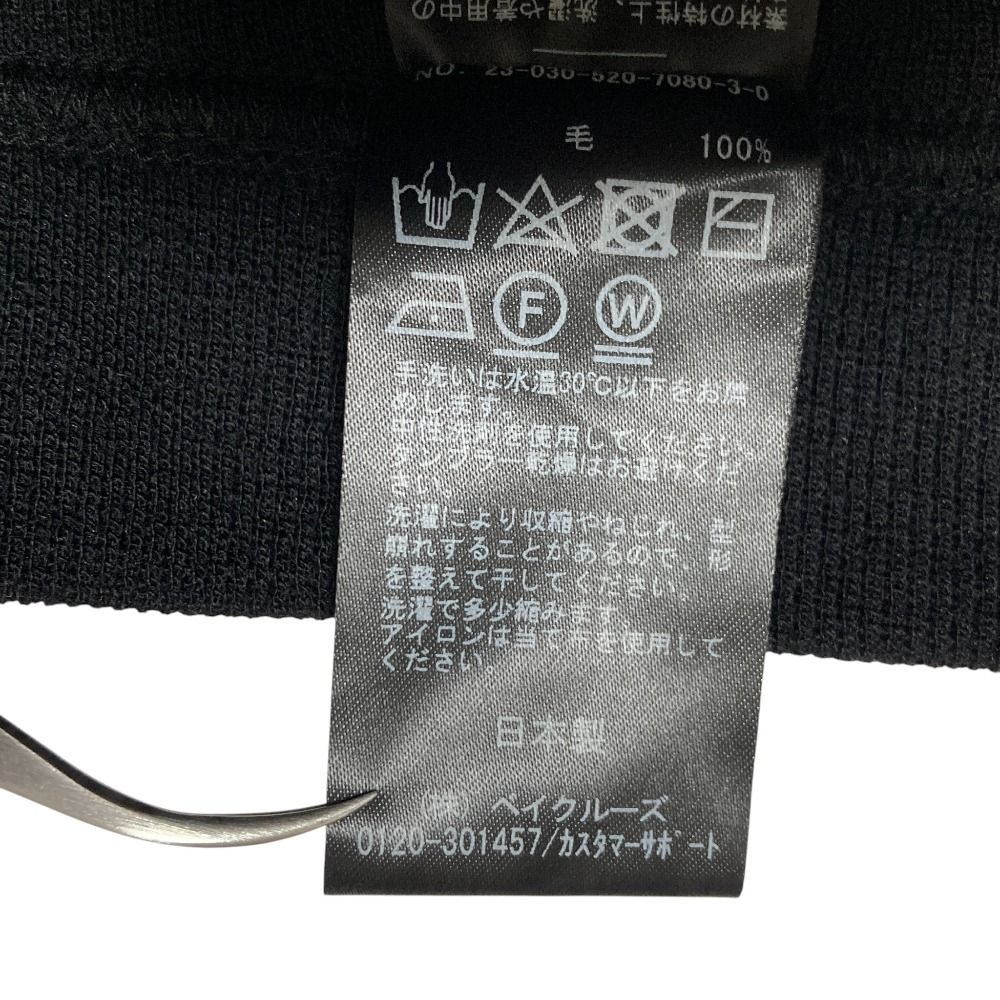 素材の特性上、洗濯や着用中の
NO. 23-030-520-7080-3-0
毛 100%
F W
手洗いは水温30℃以下をお薦
めします。
中性洗剤を使用してください。
タンブラー乾燥はお避けくだ
さい。
洗濯により収縮やねじれ、型
崩れすることがあるので、形
を整えて干してください。
洗濯で多少縮みます。
アイロンは当て布を使用して
ください。
日本製
(株) ベイクルーズ
0120-301457/カスタマーサポート